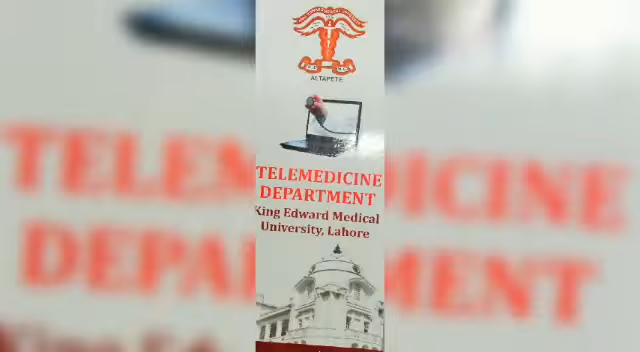 ALTAPETE
TELEMEDICINE
DEPARTMENT
King Edward Medical
University, Lahore